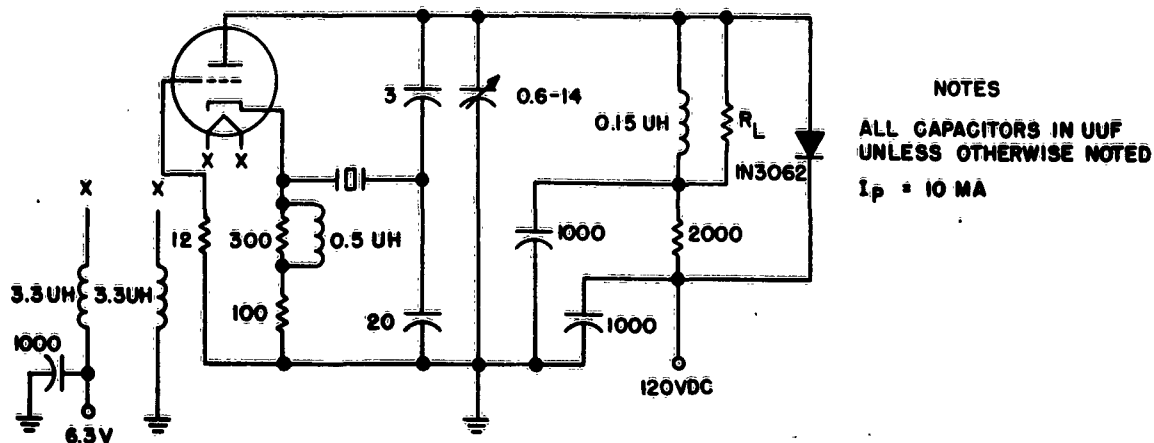 3
0.6-14
0.15 UH
RL
1N3062
NOTES
ALL CAPACITORS IN UUF
UNLESS OTHERWISE NOTED
Ip = 10 MA
X X
X X
12
300
0.5 UH
1000
2000
3.3UH
3.3UH
100
20
1000
1000
120VDC
6.3V